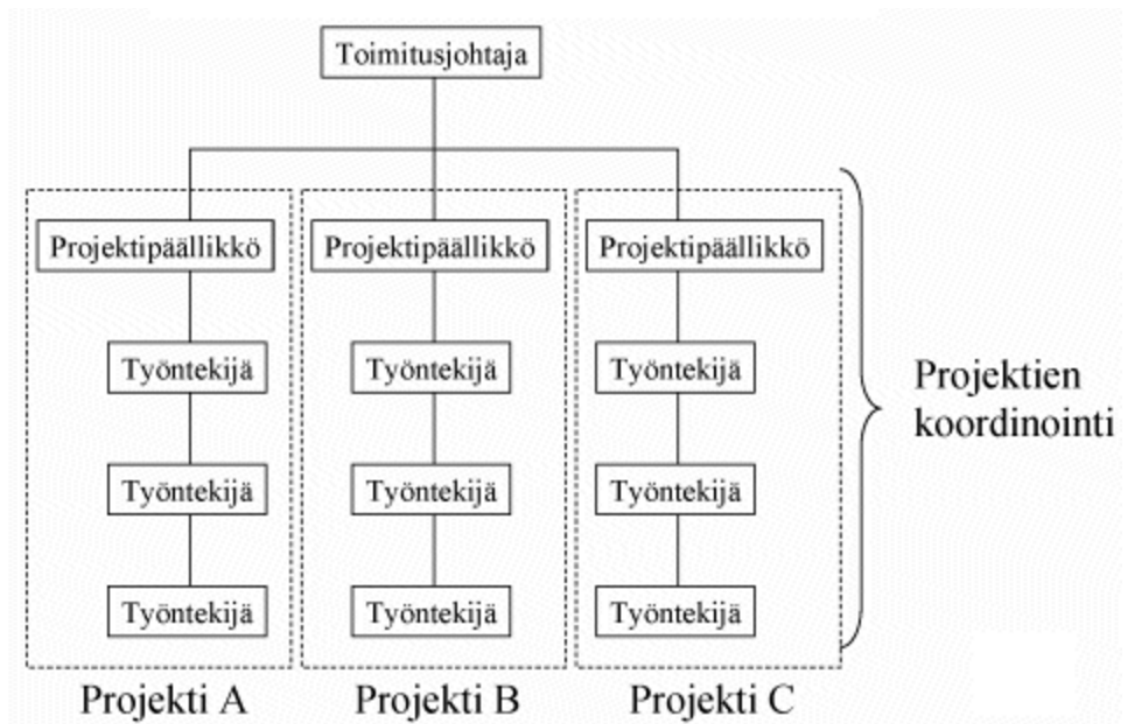 Toimitusjohtaja
Projektipäällikkö
Projektipäällikkö
Projektipäällikkö
Työntekijä
Työntekijä
Työntekijä
Projektien
koordinointi
Työntekijä
Työntekijä
Työntekijä
Työntekijä
Työntekijä
Työntekijä
Projekti A
Projekti B
Projekti C